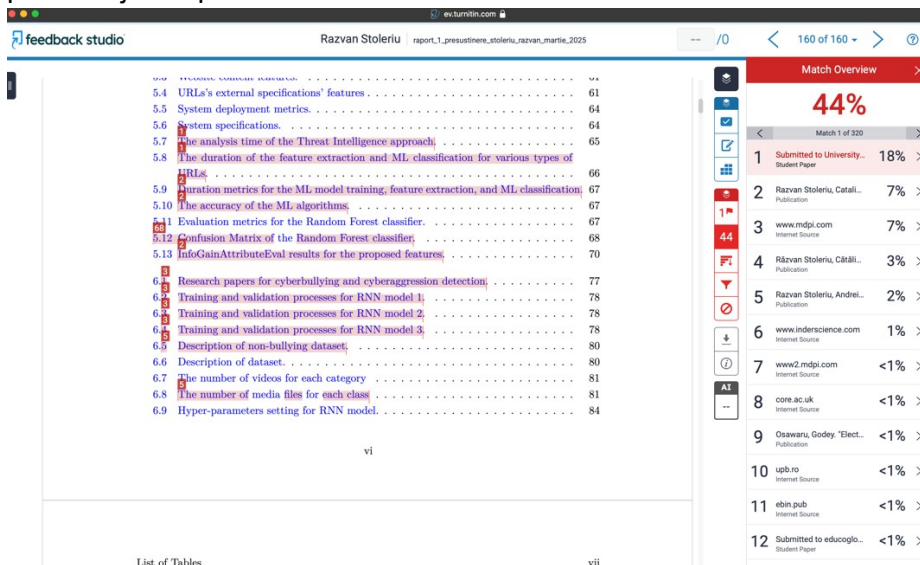 ev.turnitin.com
feedback studio
Razvan Stoleriu
raport_1_presustinere_stoleriu_razvan_martie_2025
-- /0
160 of 160
?
5.4 URLs's external specifications' features 61
5.5 System deployment metrics. 64
5.6 System specifications. 64
1
5.7 The analysis time of the Threat Intelligence approach. 65
1
5.8 The duration of the feature extraction and ML classification for various types of
URLs. 66
2
5.9 Duration metrics for the ML model training, feature extraction, and ML classification. 67
2
5.10 The accuracy of the ML algorithms. 67
5.11 Evaluation metrics for the Random Forest classifier. 67
68
5.12 Confusion Matrix of the Random Forest classifier. 68
2
5.13 InfoGainAttributeEval results for the proposed features. 70
3
6.1 Research papers for cyberbullying and cyberaggression detection. 77
3
6.2 Training and validation processes for RNN model 1. 78
3
6.3 Training and validation processes for RNN model 2. 78
3
6.4 Training and validation processes for RNN model 3. 78
5
6.5 Description of non-bullying dataset. 80
6.6 Description of dataset. 80
6.7 The number of videos for each category 81
5
6.8 The number of media files for each class 81
6.9 Hyper-parameters setting for RNN model. 84
vi
List of Tables vii
1
44
AI
--
Match Overview
44%
Match 1 of 320
1 Submitted to University... 18%
Student Paper
2 Razvan Stoleriu, Catali... 7%
Publication
3 www.mdpi.com 7%
Internet Source
4 Răzvan Stoleriu, Cătăli... 3%
Publication
5 Razvan Stoleriu, Andrei... 2%
Publication
6 www.inderscience.com 1%
Internet Source
7 www2.mdpi.com <1%
Internet Source
8 core.ac.uk <1%
Internet Source
9 Osawaru, Godey. "Elect... <1%
Publication
10 upb.ro <1%
Internet Source
11 ebin.pub <1%
Internet Source
12 Submitted to educoglo... <1%
Student Paper